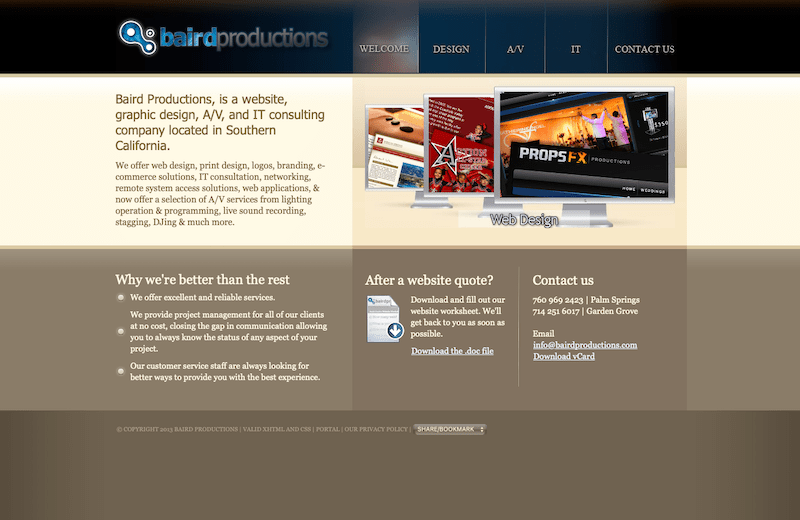 bairdproductions
WELCOME
DESIGN
A/V
IT
CONTACT US
Baird Productions, is a website,
graphic design, A/V, and IT consulting
company located in Southern
California.
We offer web design, print design, logos, branding, e-
commerce solutions, IT consultation, networking,
remote system access solutions, web applications, &
now offer a selection of A/V services from lighting
operation & programming, live sound recording,
stagging, DJing & much more.
PROPSFX PRODUCTIONS
HOME WEDDINGS
Web Design
Why we're better than the rest
We offer excellent and reliable services.
We provide project management for all of our clients
at no cost, closing the gap in communication allowing
you to always know the status of any aspect of your
project.
Our customer service staff are always looking for
better ways to provide you with the best experience.
After a website quote?
Download and fill out our
website worksheet. We'll
get back to you as soon as
possible.
Download the .doc file
Contact us
760 969 2423 | Palm Springs
714 251 6017 | Garden Grove
Email
info@bairdproductions.com
Download vCard
© COPYRIGHT 2013 BAIRD PRODUCTIONS | VALID XHTML AND CSS | PORTAL | OUR PRIVACY POLICY |
SHARE/BOOKMARK